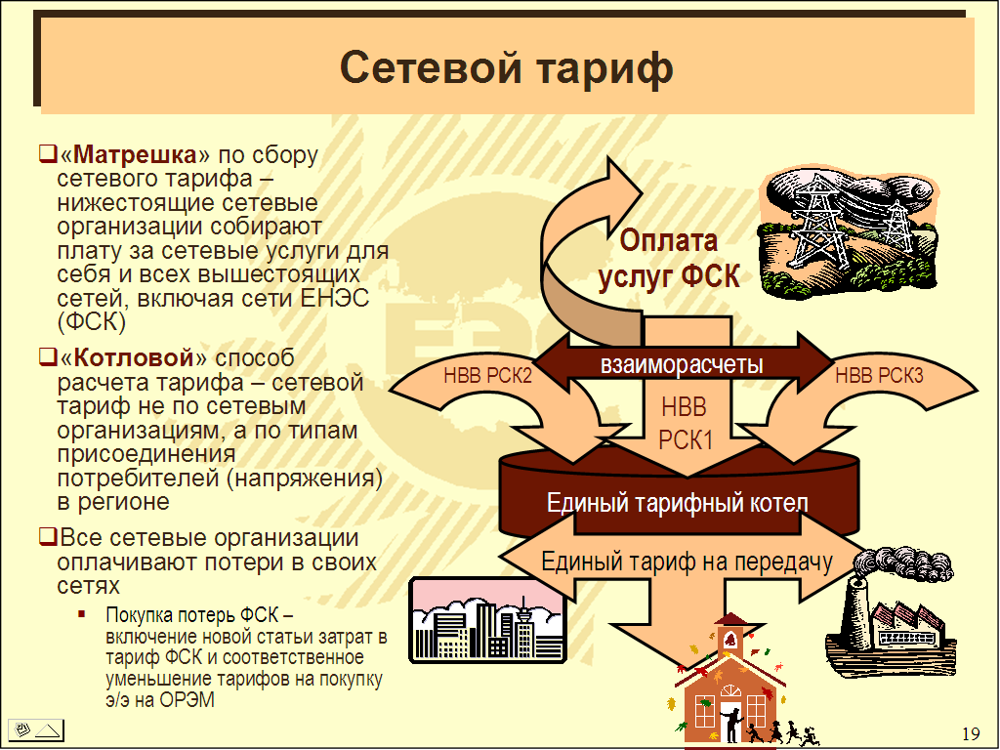 Сетевой тариф
«Матрешка» по сбору
сетевого тарифа –
нижестоящие сетевые
организации собирают
плату за сетевые услуги для
себя и всех вышестоящих
сетей, включая сети ЕНЭС
(ФСК)
«Котловой» способ
расчета тарифа – сетевой
тариф не по сетевым
организациям, а по типам
присоединения
потребителей (напряжения)
в регионе
Все сетевые организации
оплачивают потери в своих
сетях
Покупка потерь ФСК –
включение новой статьи затрат в
тариф ФСК и соответственное
уменьшение тарифов на покупку
э/э на ОРЭМ
Оплата
услуг ФСК
взаиморасчеты
НВВ РСК2
НВВ РСК3
НВВ
РСК1
Единый тарифный котел
Единый тариф на передачу
ЕЭС
19